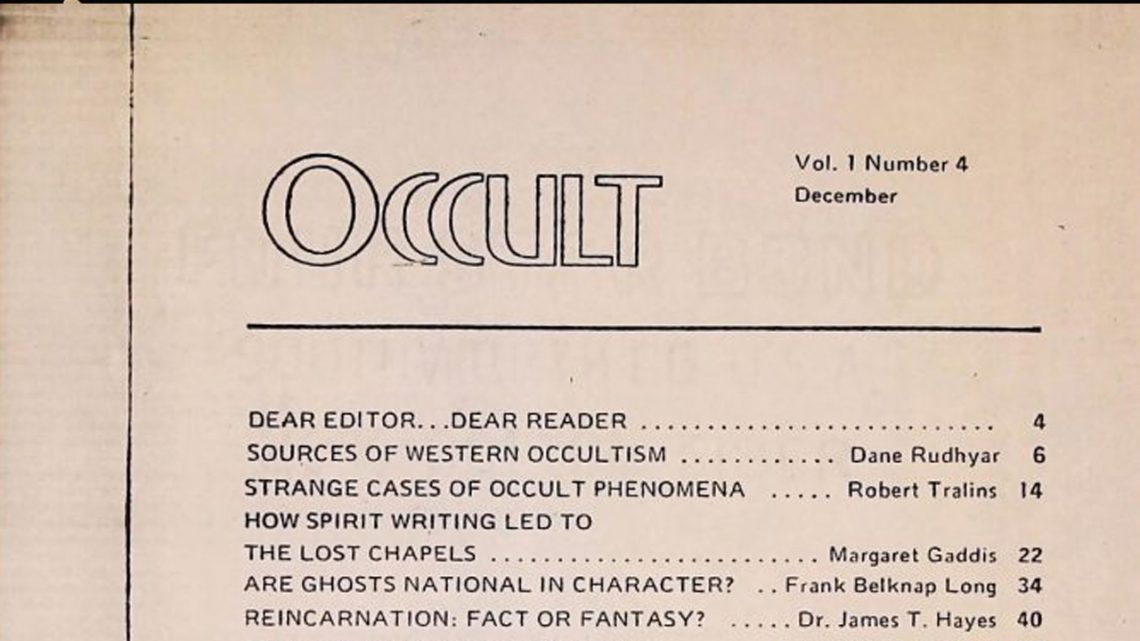 OCCULT
Vol. 1 Number 4
December
DEAR EDITOR...DEAR READER .......................... 4
SOURCES OF WESTERN OCCULTISM ............ Dane Rudhyar 6
STRANGE CASES OF OCCULT PHENOMENA ..... Robert Tralins 14
HOW SPIRIT WRITING LED TO
THE LOST CHAPELS ........................ Margaret Gaddis 22
ARE GHOSTS NATIONAL IN CHARACTER? .. Frank Belknap Long 34
REINCARNATION: FACT OR FANTASY? ..... Dr. James T. Hayes 40